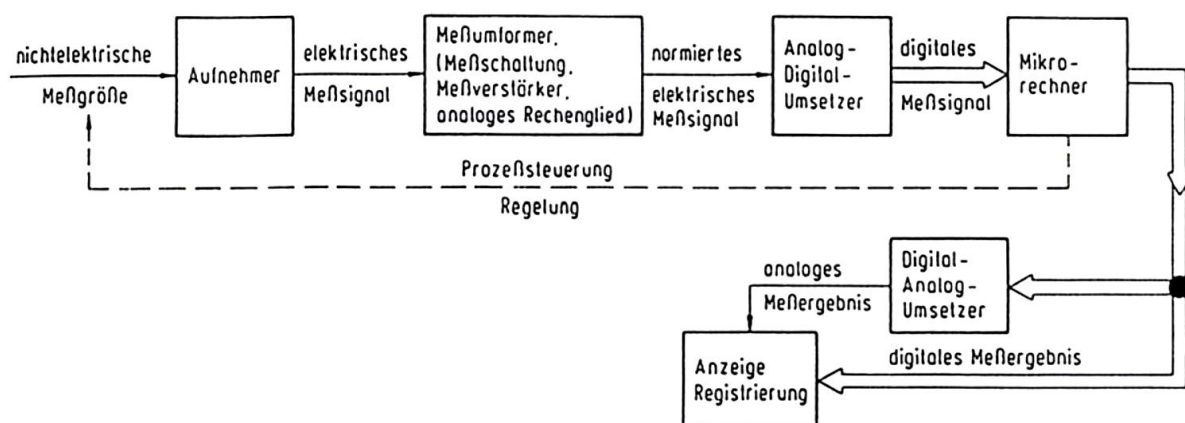 nichtelektrische
Meßgröße
Aufnehmer
elektrisches
Meßsignal
Meßumformer,
(Meßschaltung,
Meßverstärker,
analoges Rechenglied)
normiertes
elektrisches
Meßsignal
Analog-
Digital-
Umsetzer
digitales
Meßsignal
Mikro-
rechner
Prozeßsteuerung
Regelung
analoges
Meßergebnis
Digital-
Analog-
Umsetzer
digitales Meßergebnis
Anzeige
Registrierung